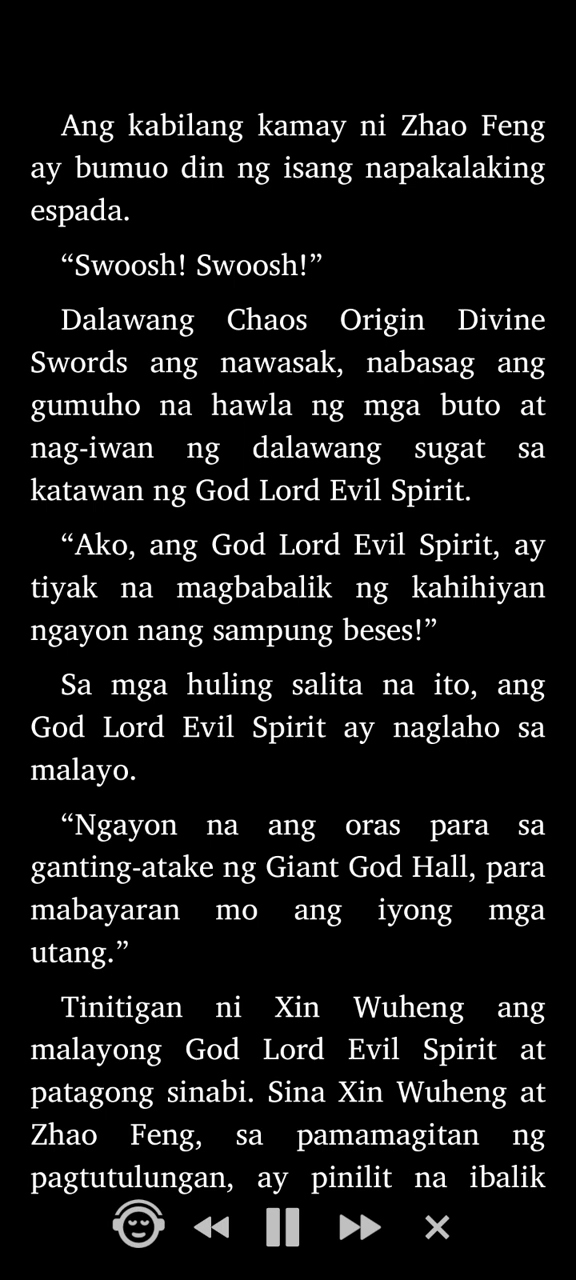 Ang kabilang kamay ni Zhao Feng
ay bumuo din ng isang napakalaking
espada.
“Swoosh! Swoosh!”
Dalawang Chaos Origin Divine
Swords ang nawasak, nabasag ang
gumuho na hawla ng mga buto at
nag-iwan ng dalawang sugat sa
katawan ng God Lord Evil Spirit.
“Ako, ang God Lord Evil Spirit, ay
tiyak na magbabalik ng kahihiyan
ngayon nang sampung beses!”
Sa mga huling salita na ito, ang
God Lord Evil Spirit ay naglaho sa
malayo.
“Ngayon na ang oras para sa
ganting-atake ng Giant God Hall, para
mabayaran mo ang iyong mga
utang.”
Tinitigan ni Xin Wuheng ang
malayong God Lord Evil Spirit at
patagong sinabi. Sina Xin Wuheng at
Zhao Feng, sa pamamagitan ng
pagtutulungan, ay pinilit na ibalik